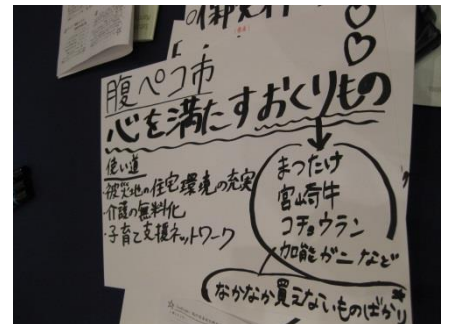 腹ペコ市
心を満たすおくりもの
使い道
・被災地の住宅環境の充実
・介護の無料化
・子育て支援ネットワーク
まつたけ
宮崎牛
コチョウラン
加能ガニなど
なかなか買えないものばかり